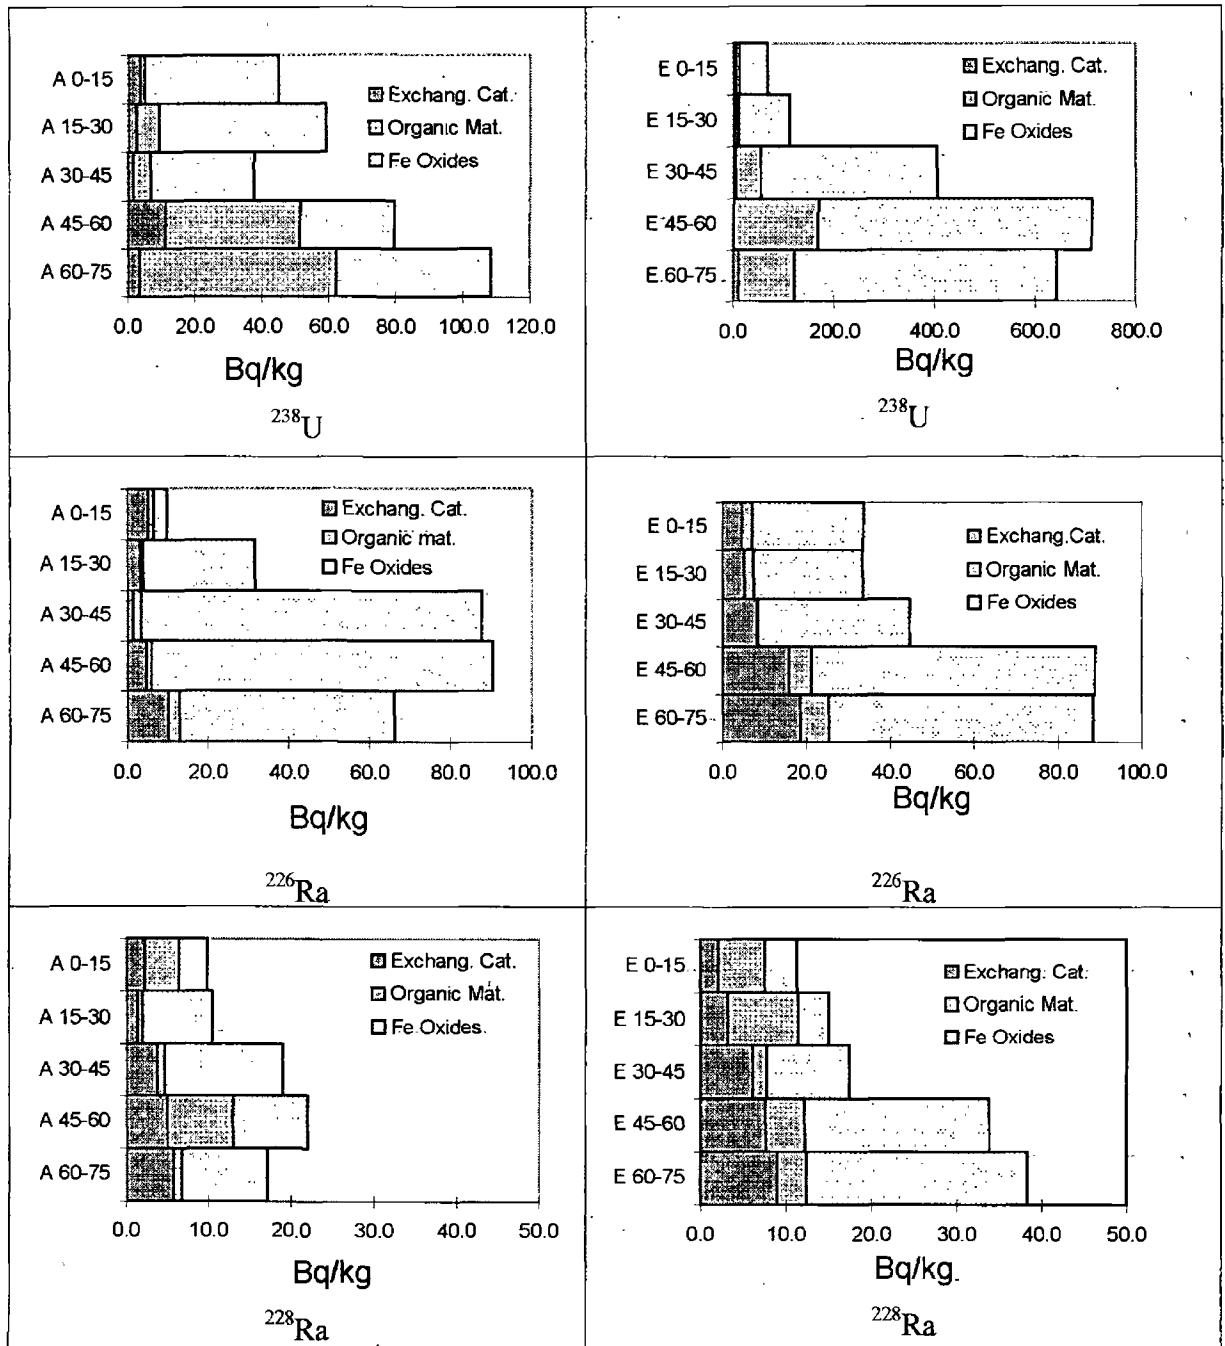 A 0-15
A 15-30
A 30-45
A 45-60
A 60-75
Exchang. Cat.
Organic Mat.
Fe Oxides
0.0 20.0 40.0 60.0 80.0 100.0 120.0
Bq/kg
238U
E 0-15
E 15-30
E 30-45
E 45-60
E.60-75
Exchang. Cat.
Organic Mat.
Fe Oxides
0.0 200.0 400.0 600.0 800.0
Bq/kg
238U
A 0-15
A 15-30
A 30-45
A 45-60
A 60-75
Exchang. Cat.
Organic mat.
Fe Oxides
0.0 20.0 40.0 60.0 80.0 100.0
Bq/kg
226Ra
E 0-15
E 15-30
E 30-45
E 45-60
E 60-75
Exchang.Cat.
Organic Mat.
Fe Oxides
0.0 20.0 40.0 60.0 80.0 100.0
Bq/kg
226Ra
A 0-15
A 15-30
A 30-45
A 45-60
A 60-75
Exchang. Cat.
Organic Mat.
Fe Oxides.
0.0 10.0 20.0 30.0 40.0 50.0
Bq/kg
228Ra
E 0-15
E 15-30
E 30-45
E 45-60
E 60-75
Exchang. Cat.
Organic Mat.
Fe Oxides
0.0 10.0 20.0 30.0 40.0 50.0
Bq/kg
228Ra